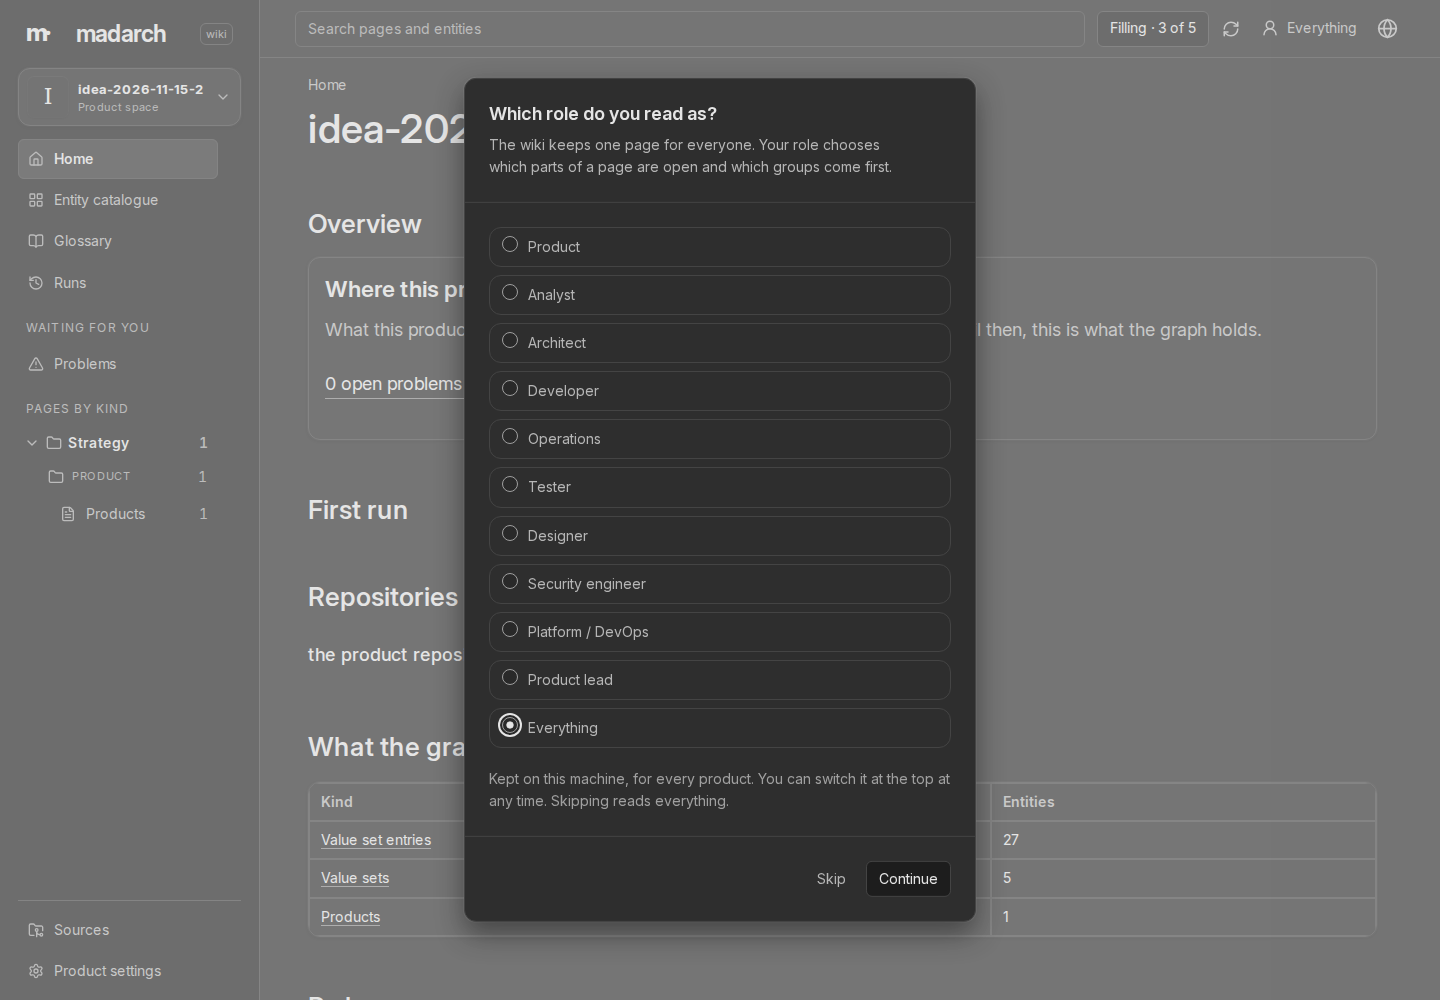 m·
madarch
wiki
Search pages and entities
Filling · 3 of 5
Everything
I
idea-2026-11-15-2
Product space
Home
Entity catalogue
Glossary
Runs
WAITING FOR YOU
Problems
PAGES BY KIND
Strategy
1
PRODUCT
1
Products
1
Sources
Product settings
Home
idea-202
Overview
Where this pr
What this produc
l then, this is what the graph holds.
0 open problems
First run
Repositories
the product repos
What the gra
Kind
Entities
Value set entries
27
Value sets
5
Products
1
Which role do you read as?
The wiki keeps one page for everyone. Your role chooses
which parts of a page are open and which groups come first.
Product
Analyst
Architect
Developer
Operations
Tester
Designer
Security engineer
Platform / DevOps
Product lead
Everything
Kept on this machine, for every product. You can switch it at the top at
any time. Skipping reads everything.
Skip
Continue